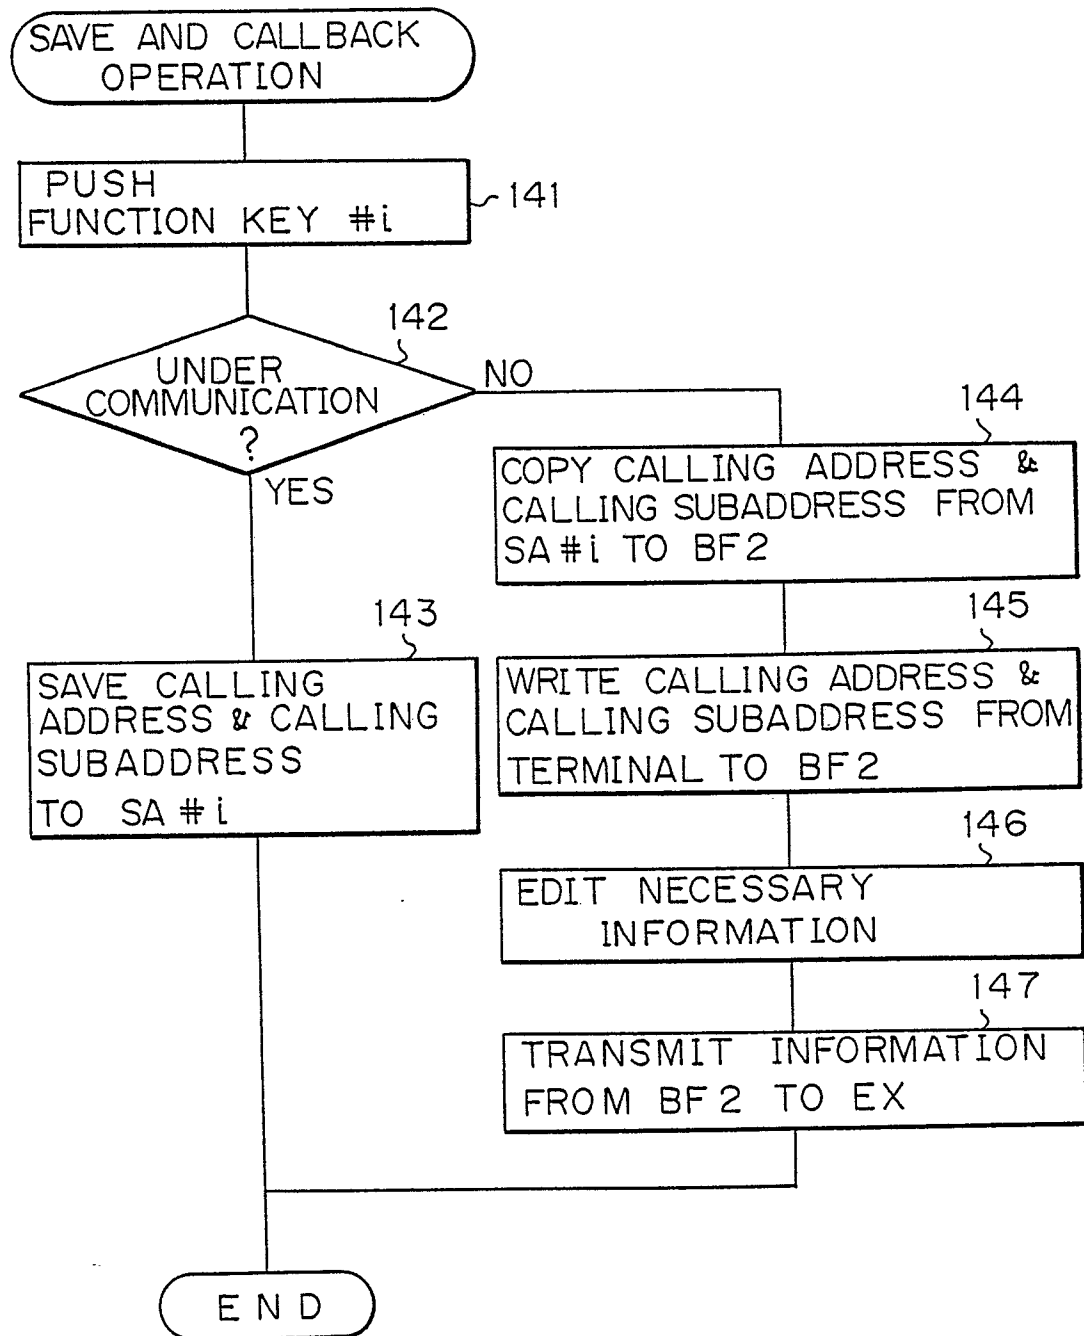 SAVE AND CALLBACK
OPERATION
PUSH
FUNCTION KEY #i
141
142
UNDER
COMMUNICATION
?
NO
YES
143
SAVE CALLING
ADDRESS & CALLING
SUBADDRESS
TO SA #i
144
COPY CALLING ADDRESS &
CALLING SUBADDRESS FROM
SA #i TO BF2
145
WRITE CALLING ADDRESS &
CALLING SUBADDRESS FROM
TERMINAL TO BF2
146
EDIT NECESSARY
INFORMATION
147
TRANSMIT INFORMATION
FROM BF2 TO EX
END